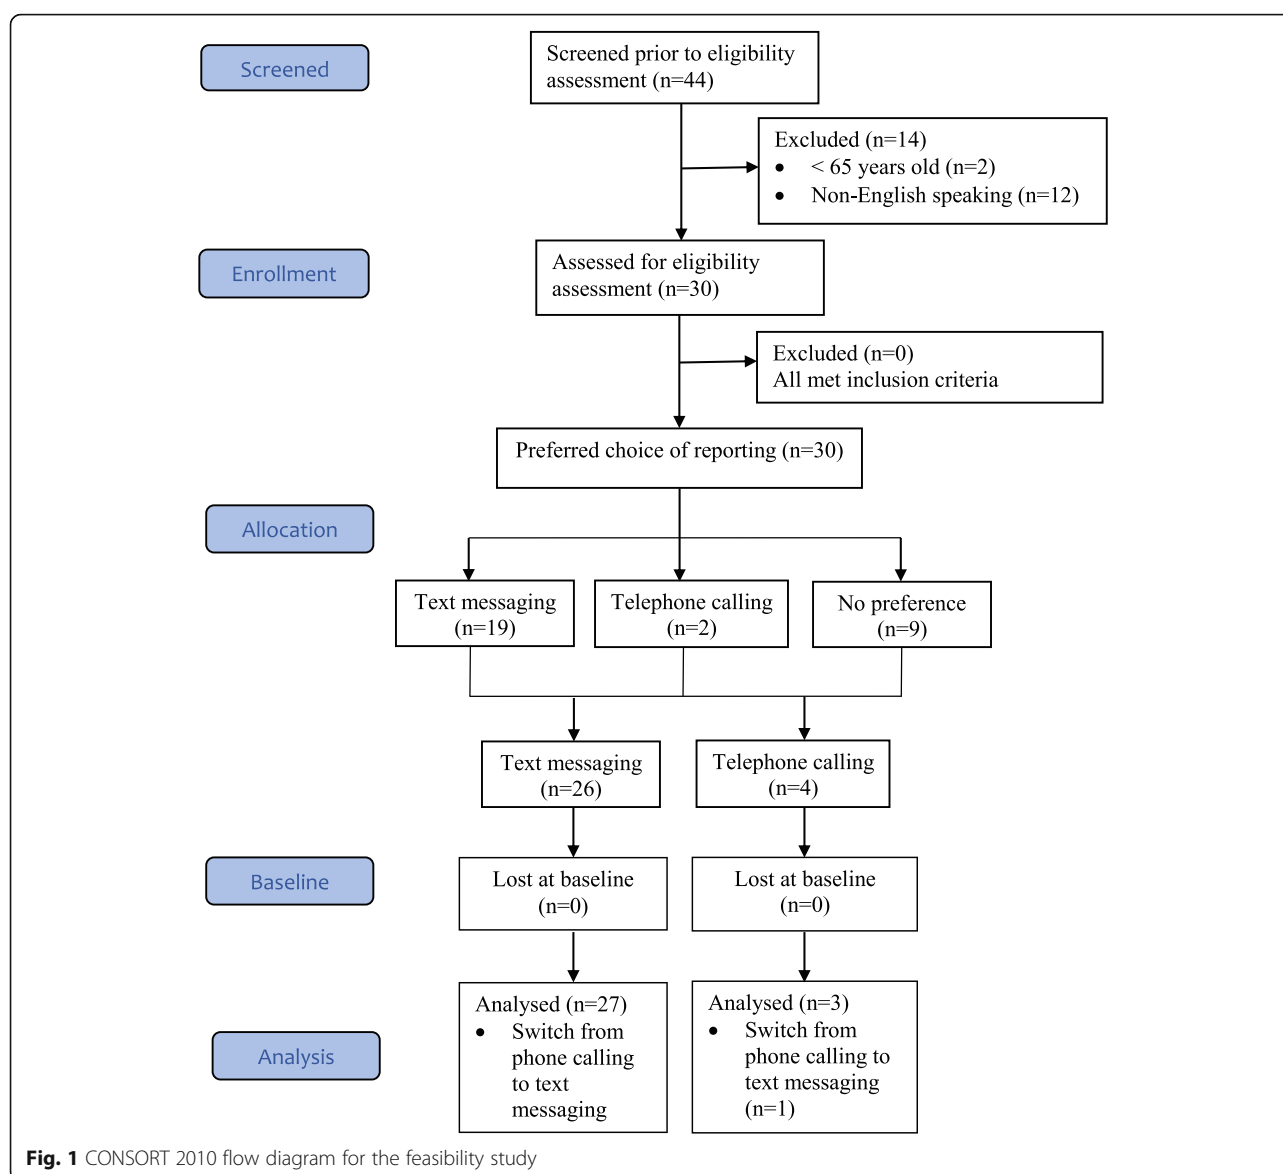 Screened
Screened prior to eligibility
assessment (n=44)
Excluded (n=14)
• < 65 years old (n=2)
• Non-English speaking (n=12)
Enrollment
Assessed for eligibility
assessment (n=30)
Excluded (n=0)
All met inclusion criteria
Preferred choice of reporting (n=30)
Allocation
Text messaging
(n=19)
Telephone calling
(n=2)
No preference
(n=9)
Text messaging
(n=26)
Telephone calling
(n=4)
Baseline
Lost at baseline
(n=0)
Lost at baseline
(n=0)
Analysis
Analysed (n=27)
• Switch from
phone calling
to text
messaging
Analysed (n=3)
• Switch from
phone calling to
text messaging
(n=1)
Fig. 1 CONSORT 2010 flow diagram for the feasibility study